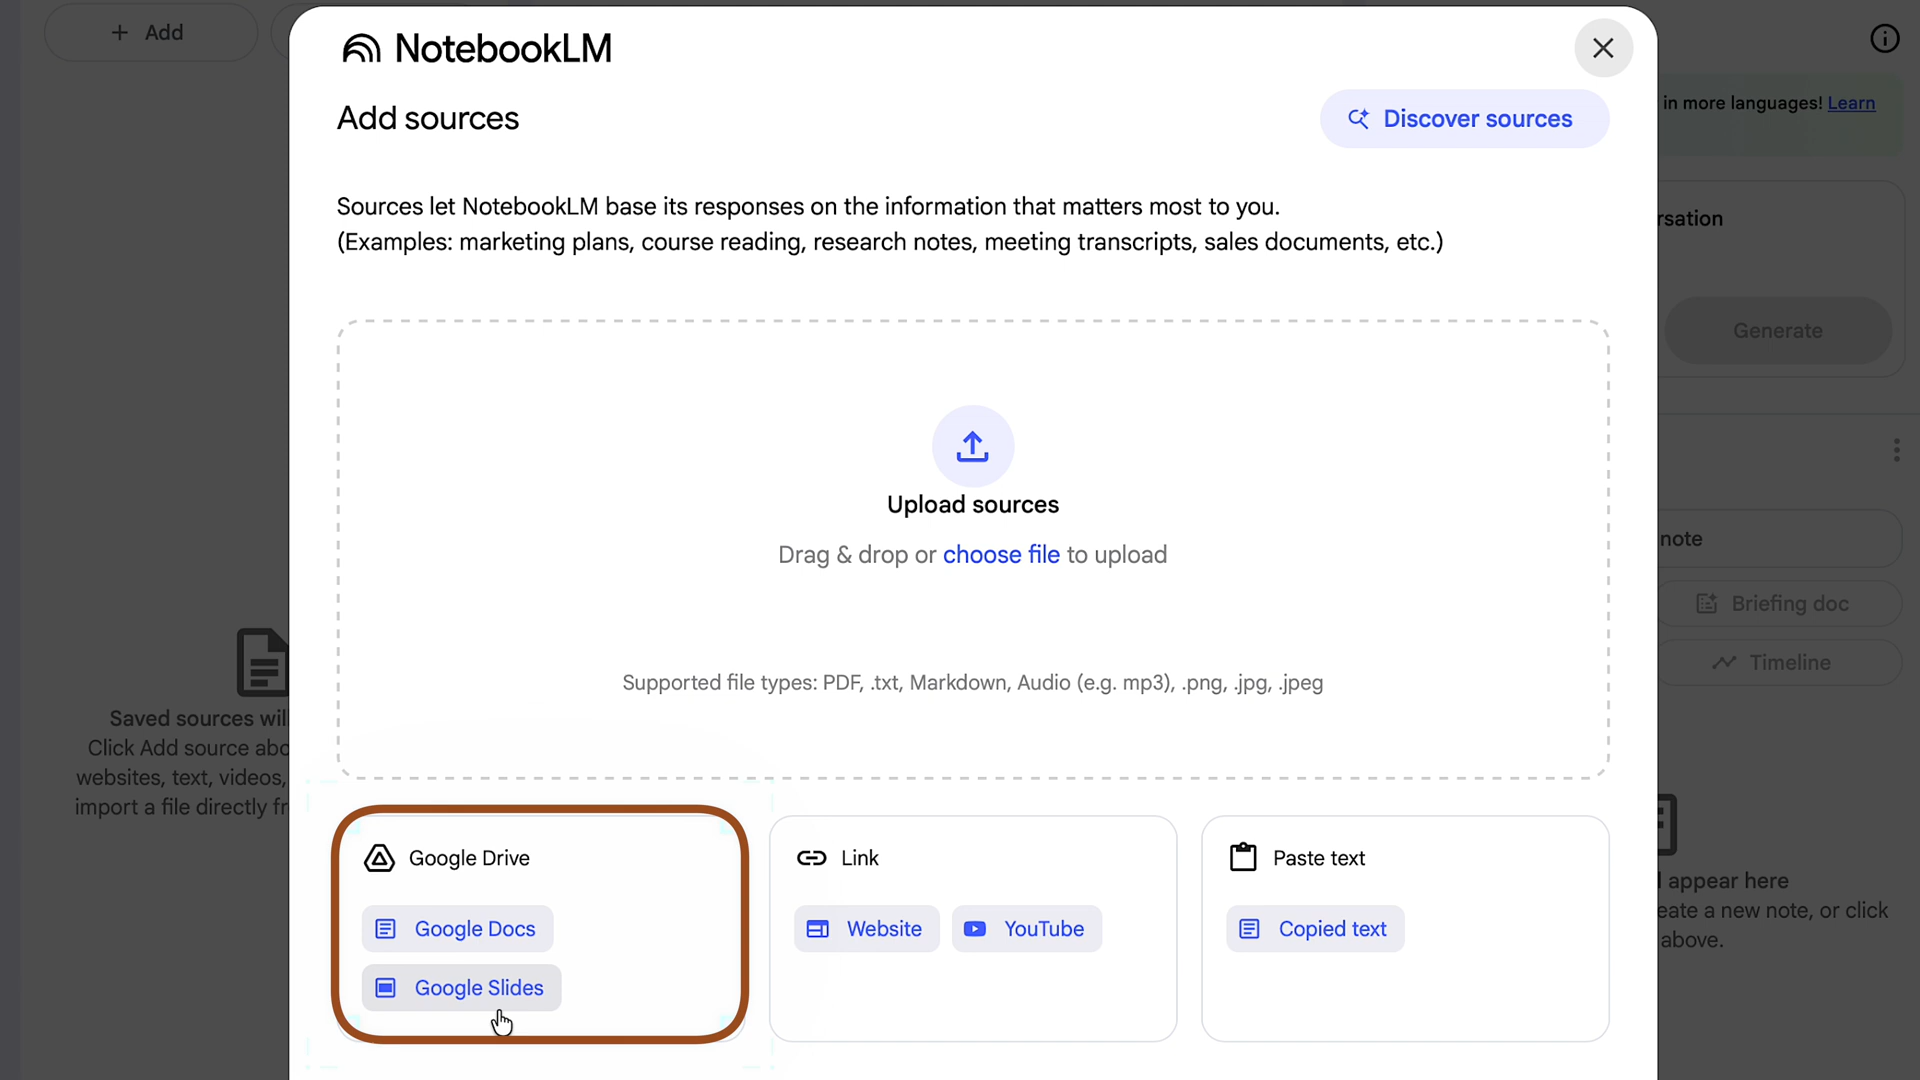 + Add
NotebookLM
Add sources
Discover sources
in more languages! Learn
Sources let NotebookLM base its responses on the information that matters most to you.
(Examples: marketing plans, course reading, research notes, meeting transcripts, sales documents, etc.)
rsation
Generate
Upload sources
Drag & drop or choose file to upload
note
Briefing doc
Timeline
Supported file types: PDF, .txt, Markdown, Audio (e.g. mp3), .png, .jpg, .jpeg
Saved sources will
Click Add source abo
websites, text, videos,
import a file directly fr
Google Drive
Google Docs
Google Slides
Link
Website
YouTube
Paste text
Copied text
appear here
eate a new note, or click
above.